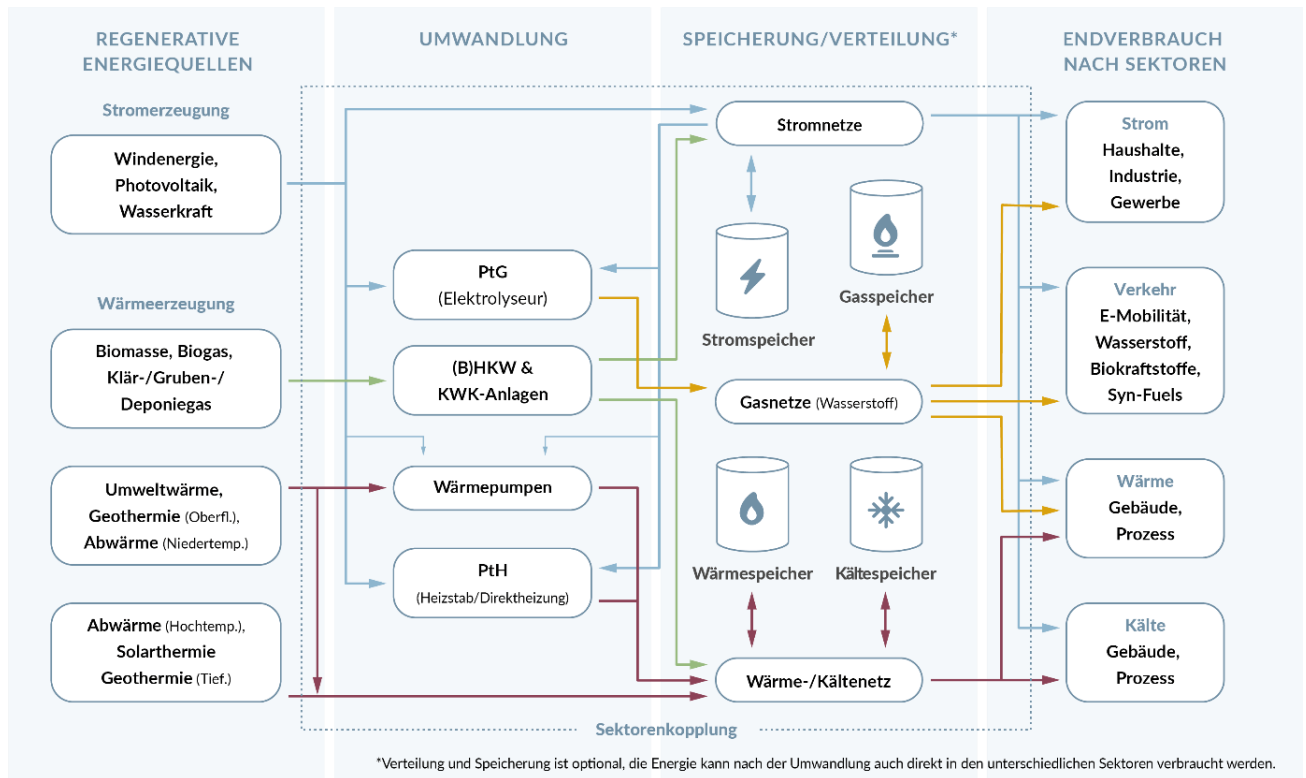 REGENERATIVE
ENERGIEQUELLEN
UMWANDLUNG
SPEICHERUNG/VERTEILUNG*
ENDVERBRAUCH
NACH SEKTOREN
Stromerzeugung
Windenergie,
Photovoltaik,
Wasserkraft
Wärmeerzeugung
Biomasse, Biogas,
Klär-/Gruben-/
Deponiegas
Umweltwärme,
Geothermie (Oberfl.),
Abwärme (Niedertemp.)
Abwärme (Hochtemp.),
Solarthermie
Geothermie (Tief.)
PtG
(Elektrolyseur)
(B)HKW &
KWK-Anlagen
Wärmepumpen
PtH
(Heizstab/Direktheizung)
Stromnetze
Stromspeicher
Gasspeicher
Gasnetze (Wasserstoff)
Wärmespeicher
Kältespeicher
Wärme-/Kältenetz
Strom
Haushalte,
Industrie,
Gewerbe
Verkehr
E-Mobilität,
Wasserstoff,
Biokraftstoffe,
Syn-Fuels
Wärme
Gebäude,
Prozess
Kälte
Gebäude,
Prozess
Sektorenkopplung
*Verteilung und Speicherung ist optional, die Energie kann nach der Umwandlung auch direkt in den unterschiedlichen Sektoren verbraucht werden.